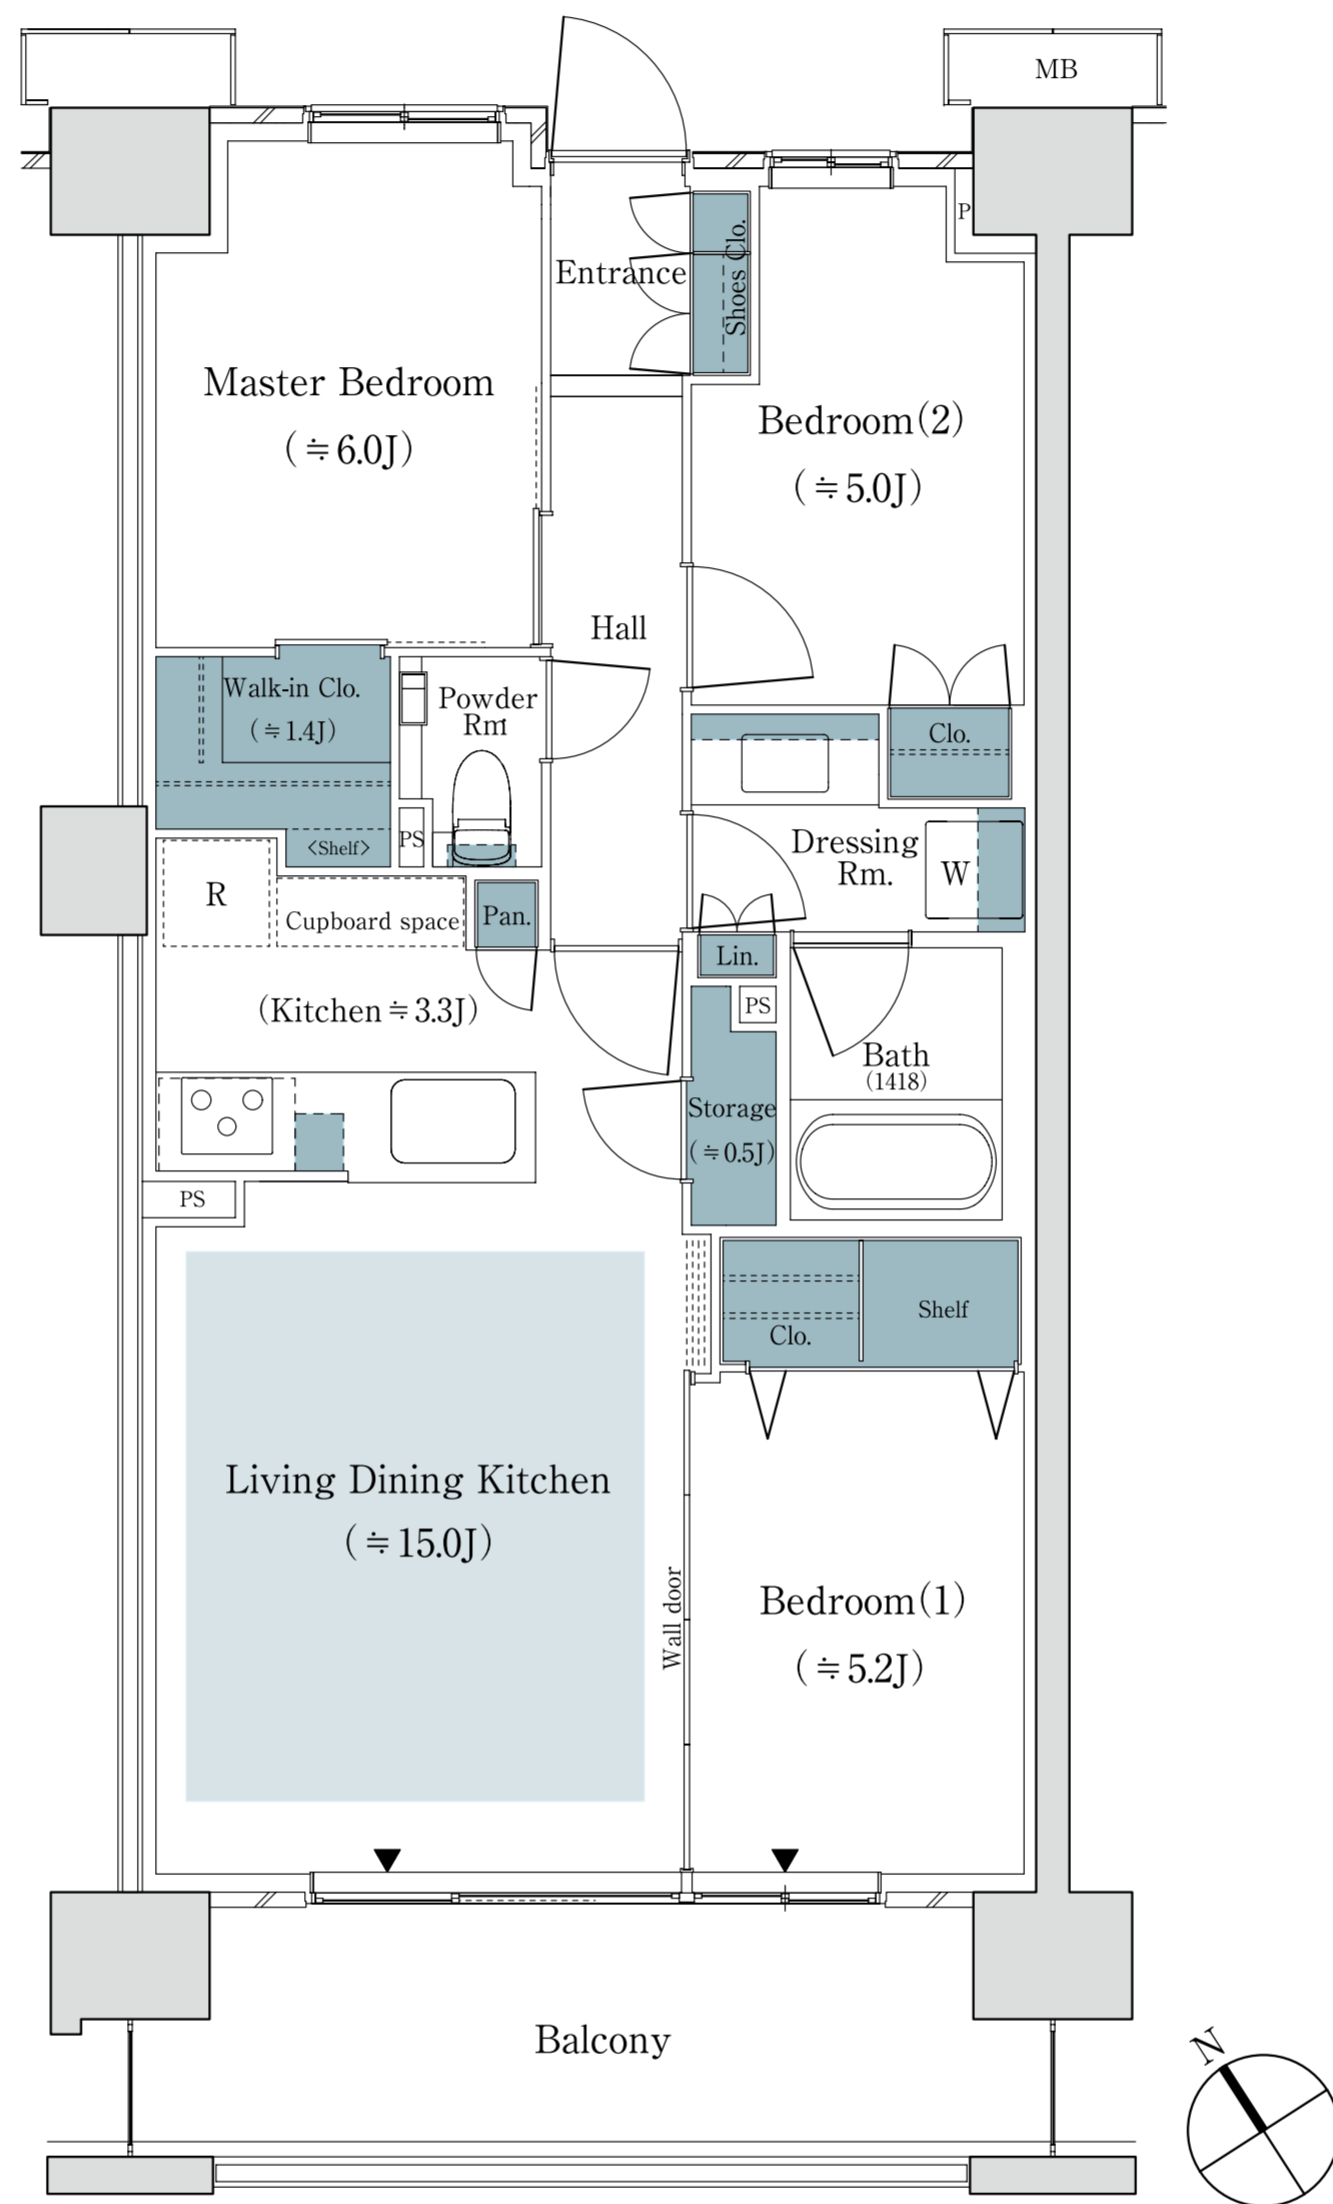 MB
P
Entrance
Shoes Clo.
Master Bedroom
(≒6.0J)
Bedroom(2)
(≒5.0J)
Hall
Walk-in Clo.
(≒1.4J)
<Shelf>
Powder
Rm
PS
Clo.
Dressing
Rm.
W
R
Cupboard space
Pan.
Lin.
PS
(Kitchen≒3.3J)
Bath
(1418)
Storage
(≒0.5J)
PS
Clo.
Shelf
Living Dining Kitchen
(≒15.0J)
Wall door
Bedroom(1)
(≒5.2J)
Balcony
N